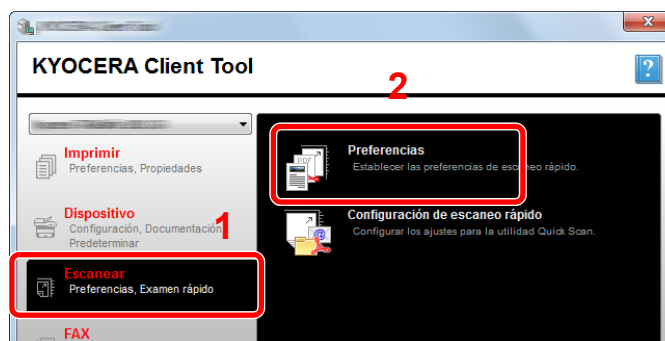 KYOCERA Client Tool
?
2
Imprimir
Preferencias, Propiedades
Dispositivo
Configuración, Documentación
Predeterminar
1
Escanear
Preferencias, Examen rápido
FAX
Preferencias
Establecer las preferencias de escaneo rápido.
Configuración de escaneo rápido
Configurar los ajustes para la utilidad Quick Scan.